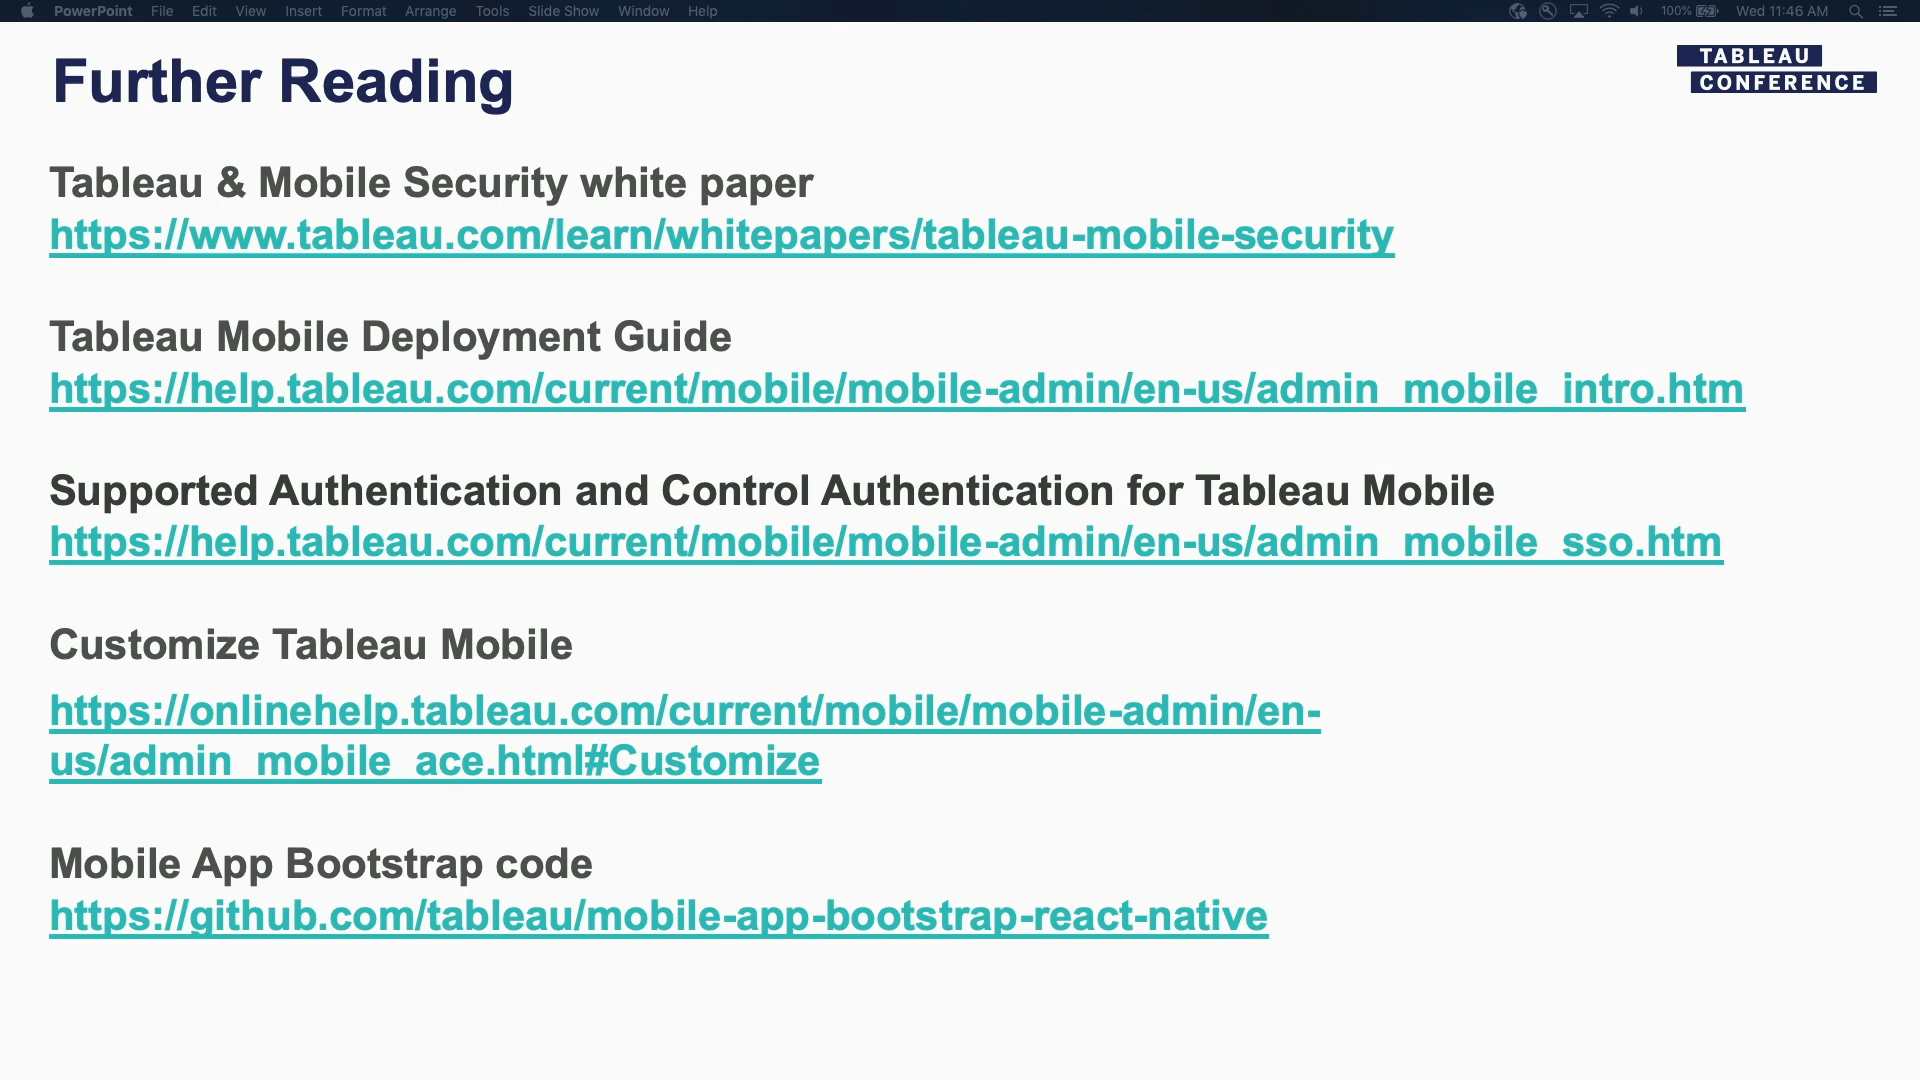 PowerPoint File Edit View Insert Format Arrange Tools Slide Show Window Help 100% Wed 11:46 AM
Further Reading
TABLEAU
CONFERENCE
Tableau & Mobile Security white paper
https://www.tableau.com/learn/whitepapers/tableau-mobile-security
Tableau Mobile Deployment Guide
https://help.tableau.com/current/mobile/mobile-admin/en-us/admin_mobile_intro.htm
Supported Authentication and Control Authentication for Tableau Mobile
https://help.tableau.com/current/mobile/mobile-admin/en-us/admin_mobile_sso.htm
Customize Tableau Mobile
https://onlinehelp.tableau.com/current/mobile/mobile-admin/en-
us/admin_mobile_ace.html#Customize
Mobile App Bootstrap code
https://github.com/tableau/mobile-app-bootstrap-react-native